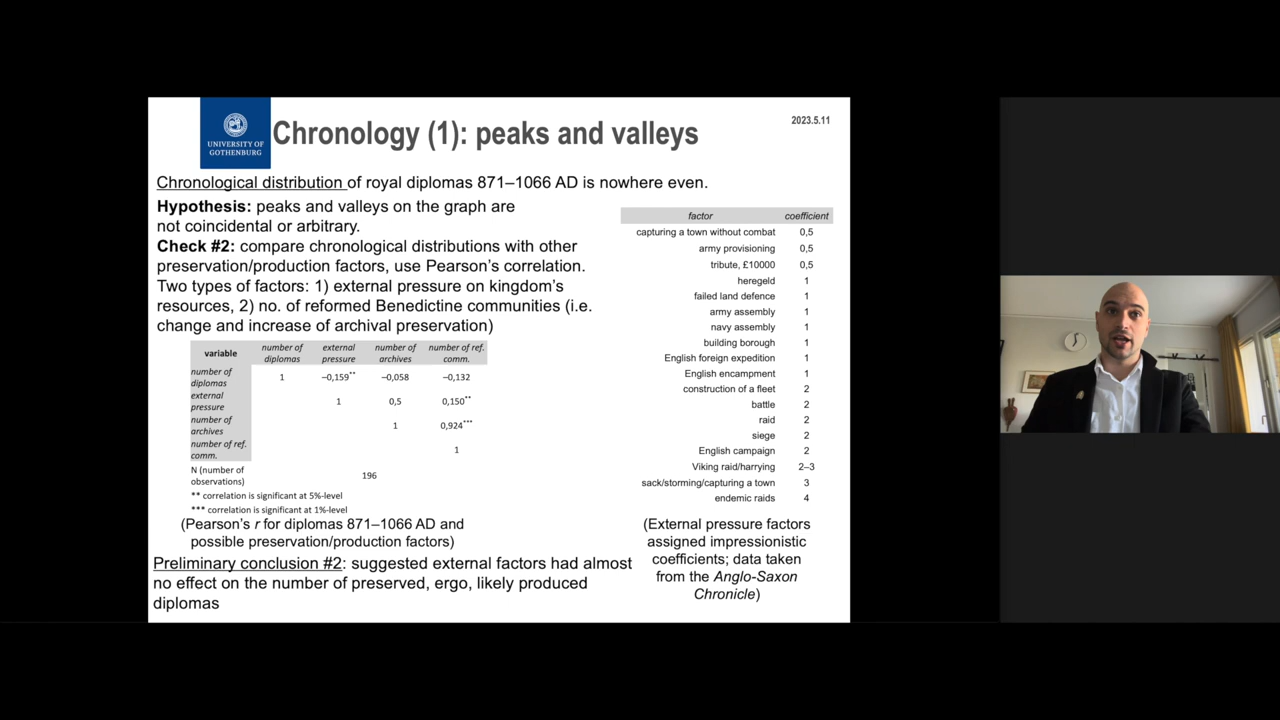 UNIVERSITY OF
GOTHENBURG
Chronology (1): peaks and valleys
2023.5.11
Chronological distribution of royal diplomas 871–1066 AD is nowhere even.
Hypothesis: peaks and valleys on the graph are
not coincidental or arbitrary.
Check #2: compare chronological distributions with other
preservation/production factors, use Pearson's correlation.
Two types of factors: 1) external pressure on kingdom's
resources, 2) no. of reformed Benedictine communities (i.e.
change and increase of archival preservation)
variable number of diplomas external pressure number of archives number of ref. comm.
number of diplomas 1 –0,159** –0,058 –0,132
external pressure 1 0,5 0,150**
number of archives 1 0,924***
number of ref. comm. 1
N (number of observations) 196
** correlation is significant at 5%-level
*** correlation is significant at 1%-level
(Pearson's r for diplomas 871–1066 AD and
possible preservation/production factors)
factor coefficient
capturing a town without combat 0,5
army provisioning 0,5
tribute, £10000 0,5
heregeld 1
failed land defence 1
army assembly 1
navy assembly 1
building borough 1
English foreign expedition 1
English encampment 1
construction of a fleet 2
battle 2
raid 2
siege 2
English campaign 2
Viking raid/harrying 2–3
sack/storming/capturing a town 3
endemic raids 4
(External pressure factors
assigned impressionistic
coefficients; data taken
from the Anglo-Saxon
Chronicle)
Preliminary conclusion #2: suggested external factors had almost
no effect on the number of preserved, ergo, likely produced
diplomas